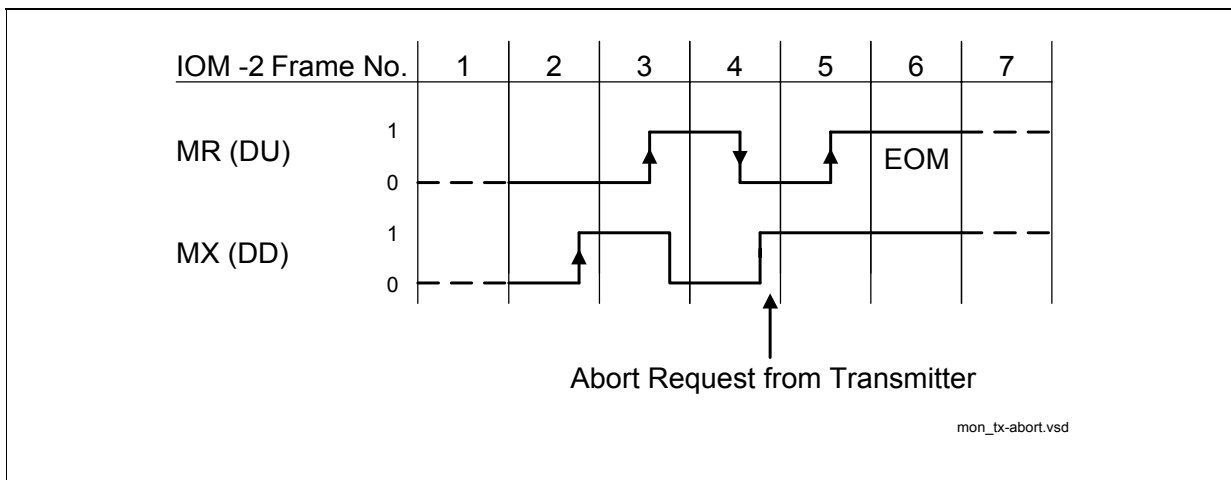 IOM -2 Frame No. 1 2 3 4 5 6 7
1
MR (DU)
0
EOM
1
MX (DD)
0
Abort Request from Transmitter
mon_tx-abort.vsd